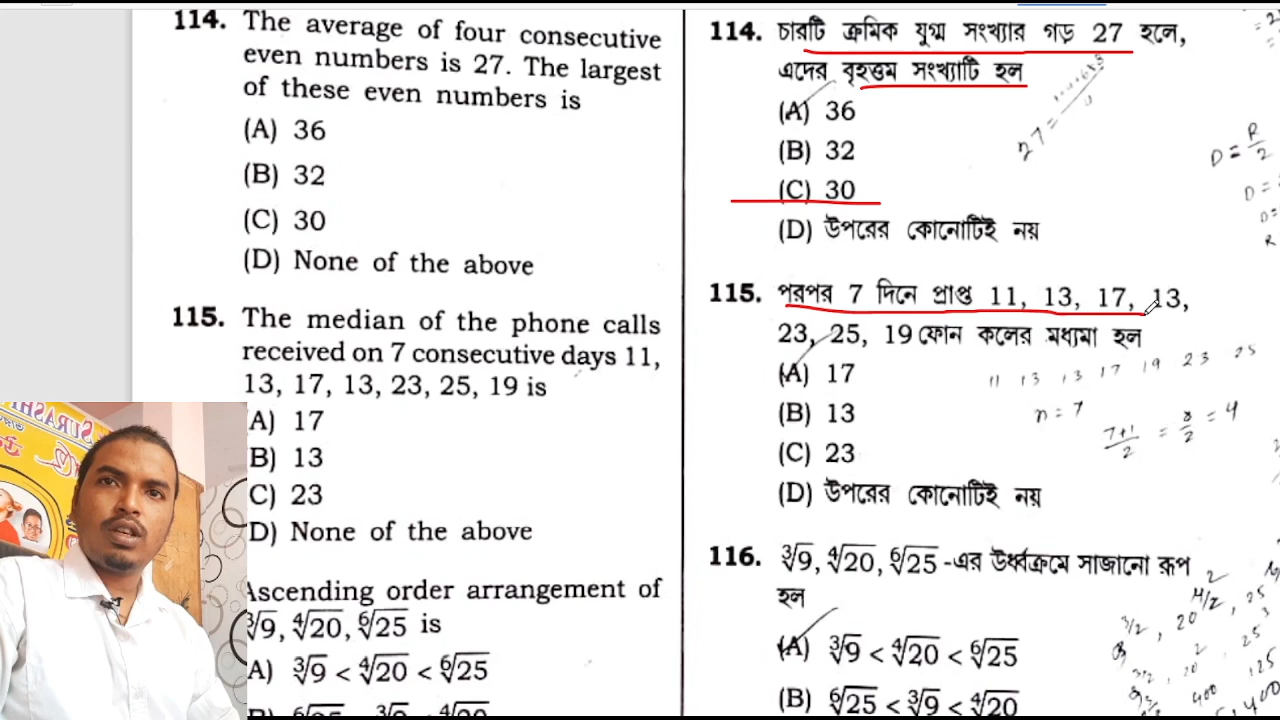 114. The average of four consecutive
even numbers is 27. The largest
of these even numbers is
(A) 36
(B) 32
(C) 30
(D) None of the above
115. The median of the phone calls
received on 7 consecutive days 11,
13, 17, 13, 23, 25, 19 is
A) 17
B) 13
C) 23
D) None of the above
Ascending order arrangement of
∛9, ∜20, ⁶√25 is
A) ∛9 < ∜20 < ⁶√25
114. চারটি ক্রমিক যুগ্ম সংখ্যার গড় 27 হলে,
এদের বৃহত্তম সংখ্যাটি হল
(A) 36
(B) 32
(C) 30
(D) উপরের কোনোটিই নয়
115. পরপর 7 দিনে প্রাপ্ত 11, 13, 17, 13,
23, 25, 19 ফোন কলের মধ্যমা হল
(A) 17
(B) 13
(C) 23
(D) উপরের কোনোটিই নয়
11 13 13 17 19 23 25
n = 7
7+1/2 = 8/2 = 4
116. ∛9, ∜20, ⁶√25 -এর উর্ধ্বক্রমে সাজানো রূপ
হল
(A) ∛9 < ∜20 < ⁶√25
(B) ⁶√25 < ∛9 < ∜20
D = R/2